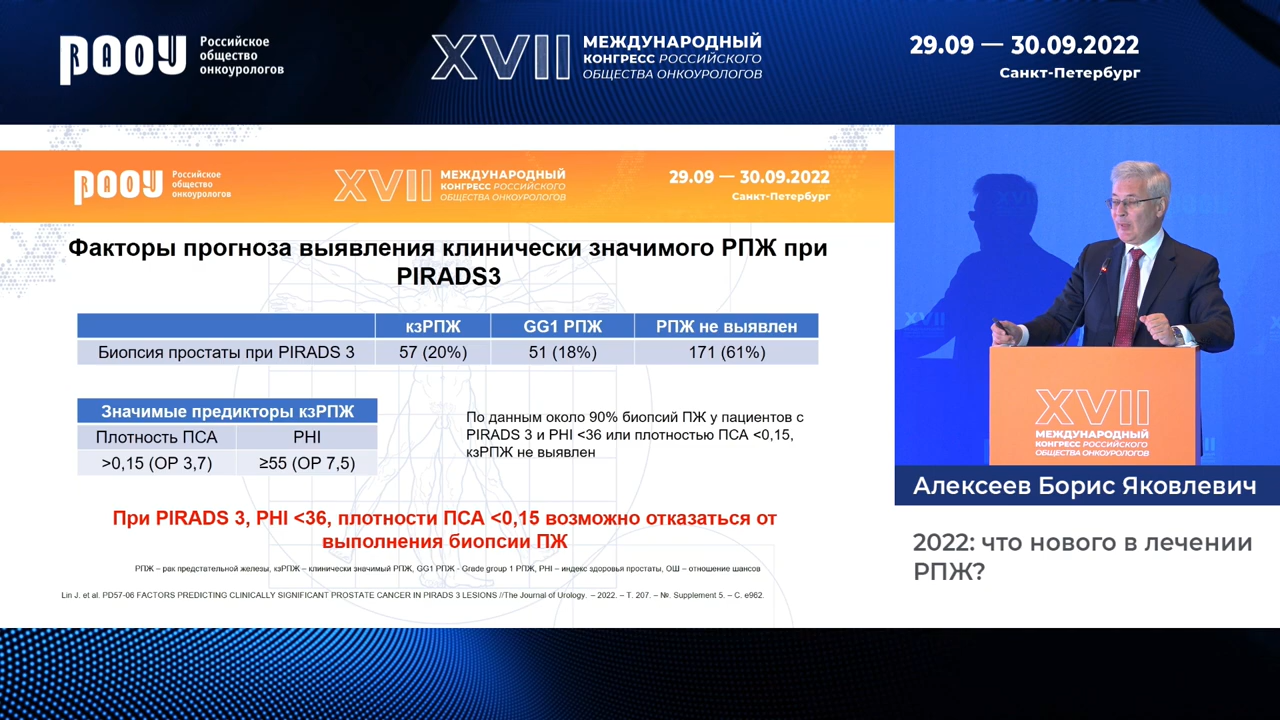 РАОУ
Российское
общество
онкоурологов
XVII
МЕЖДУНАРОДНЫЙ
КОНГРЕСС РОССИЙСКОГО
ОБЩЕСТВА ОНКОУРОЛОГОВ
29.09 — 30.09.2022
Санкт-Петербург
РАОУ
Российское
общество
онкоурологов
XVII
МЕЖДУНАРОДНЫЙ
КОНГРЕСС РОССИЙСКОГО
ОБЩЕСТВА ОНКОУРОЛОГОВ
29.09 — 30.09.2022
Санкт-Петербург
Факторы прогноза выявления клинически значимого РПЖ при
PIRADS3
кзРПЖ GG1 РПЖ РПЖ не выявлен
Биопсия простаты при PIRADS 3 57 (20%) 51 (18%) 171 (61%)
Значимые предикторы кзРПЖ
Плотность ПСА PHI
>0,15 (ОР 3,7) ≥55 (ОР 7,5)
По данным около 90% биопсий ПЖ у пациентов с
PIRADS 3 и PHI <36 или плотностью ПСА <0,15,
кзРПЖ не выявлен
При PIRADS 3, PHI <36, плотности ПСА <0,15 возможно отказаться от
выполнения биопсии ПЖ
РПЖ – рак предстательной железы, кзРПЖ – клинически значимый РПЖ, GG1 РПЖ - Grade group 1 РПЖ, PHI – индекс здоровья простаты, ОШ – отношение шансов
Lin J. et al. PD57-06 FACTORS PREDICTING CLINICALLY SIGNIFICANT PROSTATE CANCER IN PIRADS 3 LESIONS //The Journal of Urology. – 2022. – Т. 207. – №. Supplement 5. – С. e962.
XVII
МЕЖДУНАРОДНЫЙ
КОНГРЕСС РОССИЙСКОГО
ОБЩЕСТВА ОНКОУРОЛОГОВ
Алексеев Борис Яковлевич
2022: что нового в лечении
РПЖ?